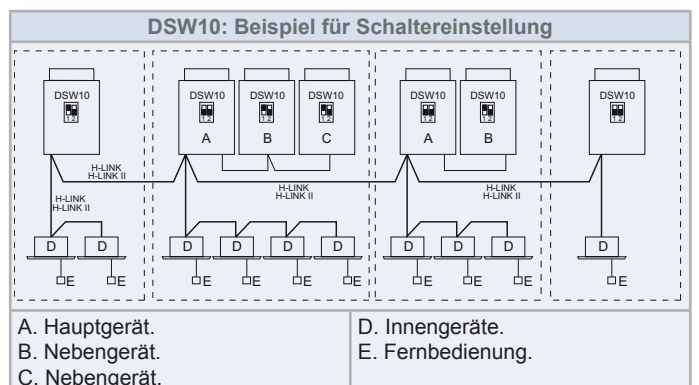 DSW10: Beispiel für Schaltereinstellung
DSW10 DSW10 DSW10 DSW10 DSW10 DSW10 DSW10
1 2 1 2 1 2 1 2 1 2 1 2 1 2
A B C A B
H-LINK
H-LINK II
H-LINK
H-LINK II
H-LINK
H-LINK II
H-LINK
H-LINK II
D D D D D D D D D D
E E E E E E E E E E
A. Hauptgerät.
B. Nebengerät.
C. Nebengerät.
D. Innengeräte.
E. Fernbedienung.